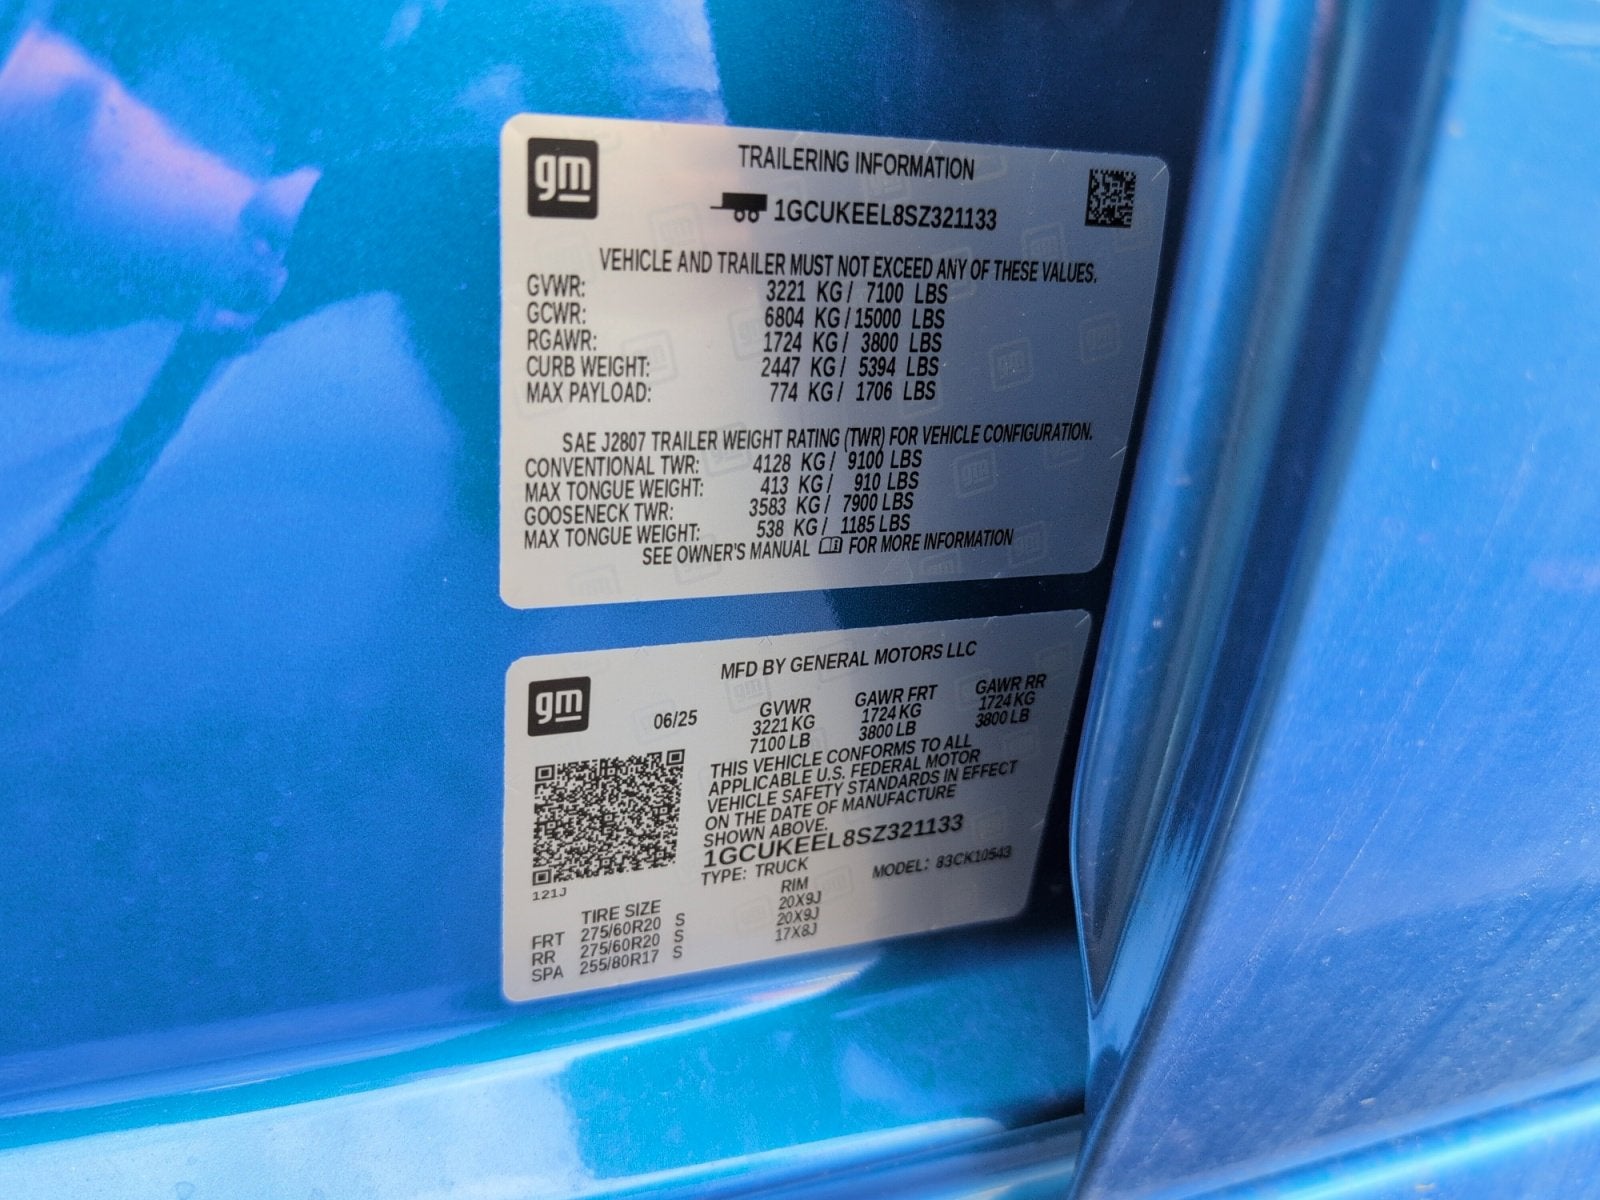 gm
TRAILERING INFORMATION
1GCUKEEL8SZ321133
VEHICLE AND TRAILER MUST NOT EXCEED ANY OF THESE VALUES.
GVWR: 3221 KG/ 7100 LBS
GCWR: 6804 KG/15000 LBS
RGAWR: 1724 KG/ 3800 LBS
CURB WEIGHT: 2447 KG/ 5394 LBS
MAX PAYLOAD: 774 KG/ 1706 LBS
SAE J2807 TRAILER WEIGHT RATING (TWR) FOR VEHICLE CONFIGURATION.
CONVENTIONAL TWR: 4128 KG/ 9100 LBS
MAX TONGUE WEIGHT: 413 KG/ 910 LBS
GOOSENECK TWR: 3583 KG/ 7900 LBS
MAX TONGUE WEIGHT: 538 KG/ 1185 LBS
SEE OWNER'S MANUAL FOR MORE INFORMATION
gm
MFD BY GENERAL MOTORS LLC
06/25
GVWR GAWR FRT GAWR RR
3221 KG 1724 KG 1724 KG
7100 LB 3800 LB 3800 LB
THIS VEHICLE CONFORMS TO ALL
APPLICABLE U.S. FEDERAL MOTOR
VEHICLE SAFETY STANDARDS IN EFFECT
ON THE DATE OF MANUFACTURE
SHOWN ABOVE.
1GCUKEEL8SZ321133
TYPE: TRUCK MODEL: 83CK10543
121J
TIRE SIZE RIM
FRT 275/60R20 S 20X9J
RR 275/60R20 S 20X9J
SPA 255/80R17 S 17X8J